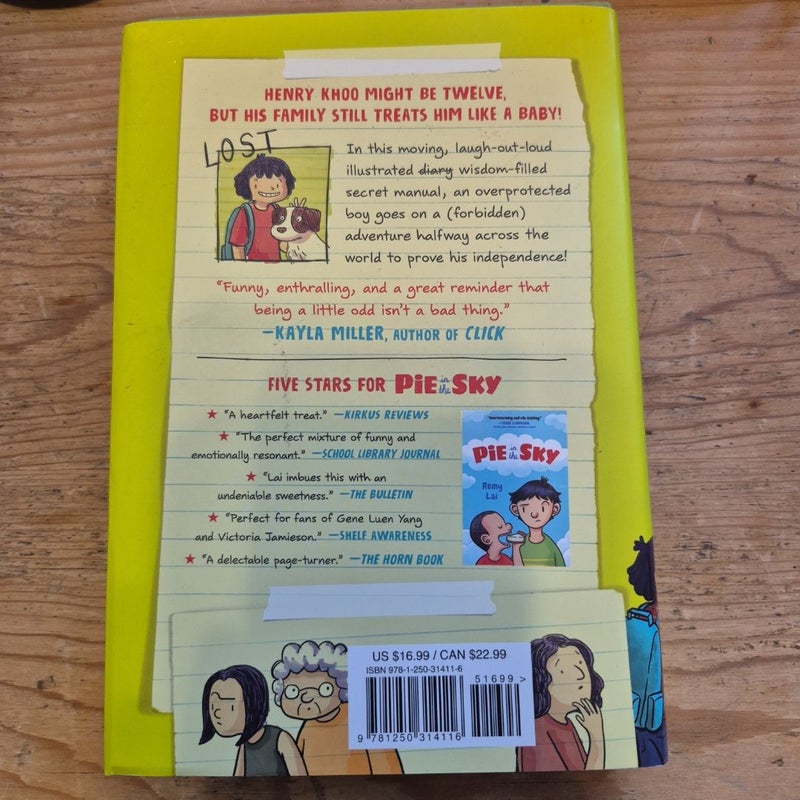 HENRY KHOO MIGHT BE TWELVE,
BUT HIS FAMILY STILL TREATS HIM LIKE A BABY!
LOST
In this moving, laugh-out-loud
illustrated diary wisdom-filled
secret manual, an overprotected
boy goes on a (forbidden)
adventure halfway across the
world to prove his independence!
"Funny, enthralling, and a great reminder that
being a little odd isn't a bad thing."
—KAYLA MILLER, AUTHOR OF CLICK
FIVE STARS FOR PiE in the SKY
★ "A heartfelt treat." —KIRKUS REVIEWS
★ "The perfect mixture of funny and
emotionally resonant." —SCHOOL LIBRARY JOURNAL
★ "Lai imbues this with an
undeniable sweetness." —THE BULLETIN
★ "Perfect for fans of Gene Luen Yang
and Victoria Jamieson." —SHELF AWARENESS
★ "A delectable page-turner." —THE HORN BOOK
PiE in the SKY
Remy
Lai
US $16.99 / CAN $22.99
ISBN 978-1-250-31411-6
51699 >
9 781250 314116